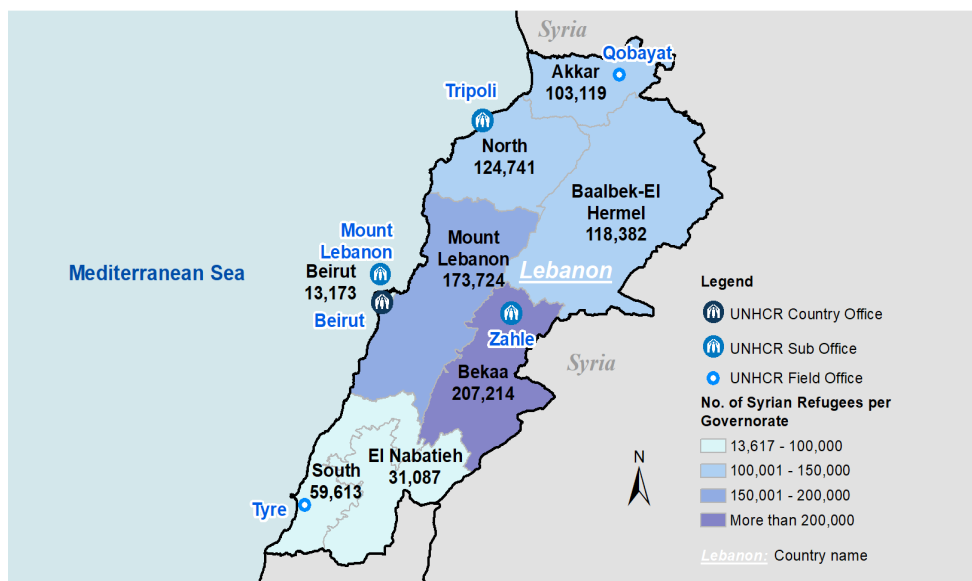 Syria
Qobayat
Akkar
103,119
Tripoli
North
124,741
Baalbek-El
Hermel
118,382
Mount
Lebanon
Mount
Lebanon
173,724
Beirut
13,173
Beirut
Mediterranean Sea
Lebanon
Zahle
Bekaa
207,214
Syria
El Nabatieh
31,087
South
59,613
Tyre
N
Legend
UNHCR Country Office
UNHCR Sub Office
UNHCR Field Office
No. of Syrian Refugees per
Governorate
13,617 - 100,000
100,001 - 150,000
150,001 - 200,000
More than 200,000
Lebanon: Country name